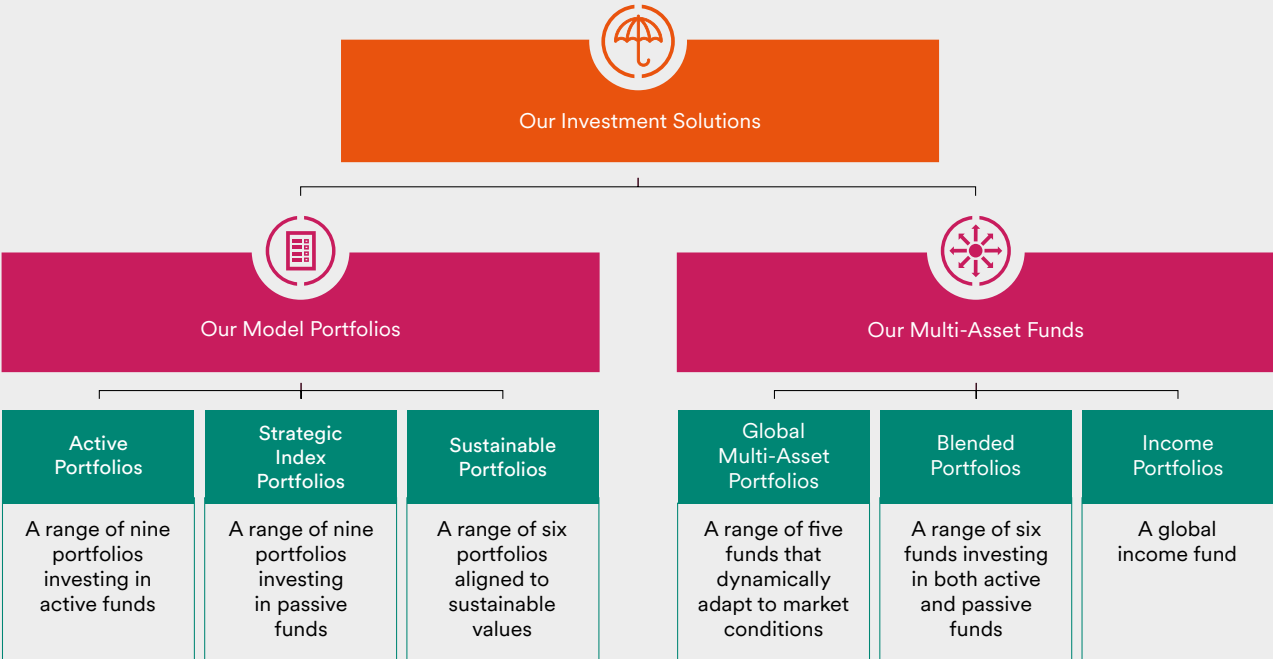 Our Investment Solutions
Our Model Portfolios
Our Multi-Asset Funds
Active
Portfolios
Strategic
Index
Portfolios
Sustainable
Portfolios
Global
Multi-Asset
Portfolios
Blended
Portfolios
Income
Portfolios
A range of nine
portfolios
investing in
active funds
A range of nine
portfolios
investing
in passive
funds
A range of six
portfolios
aligned to
sustainable
values
A range of five
funds that
dynamically
adapt to market
conditions
A range of six
funds investing
in both active
and passive
funds
A global
income fund